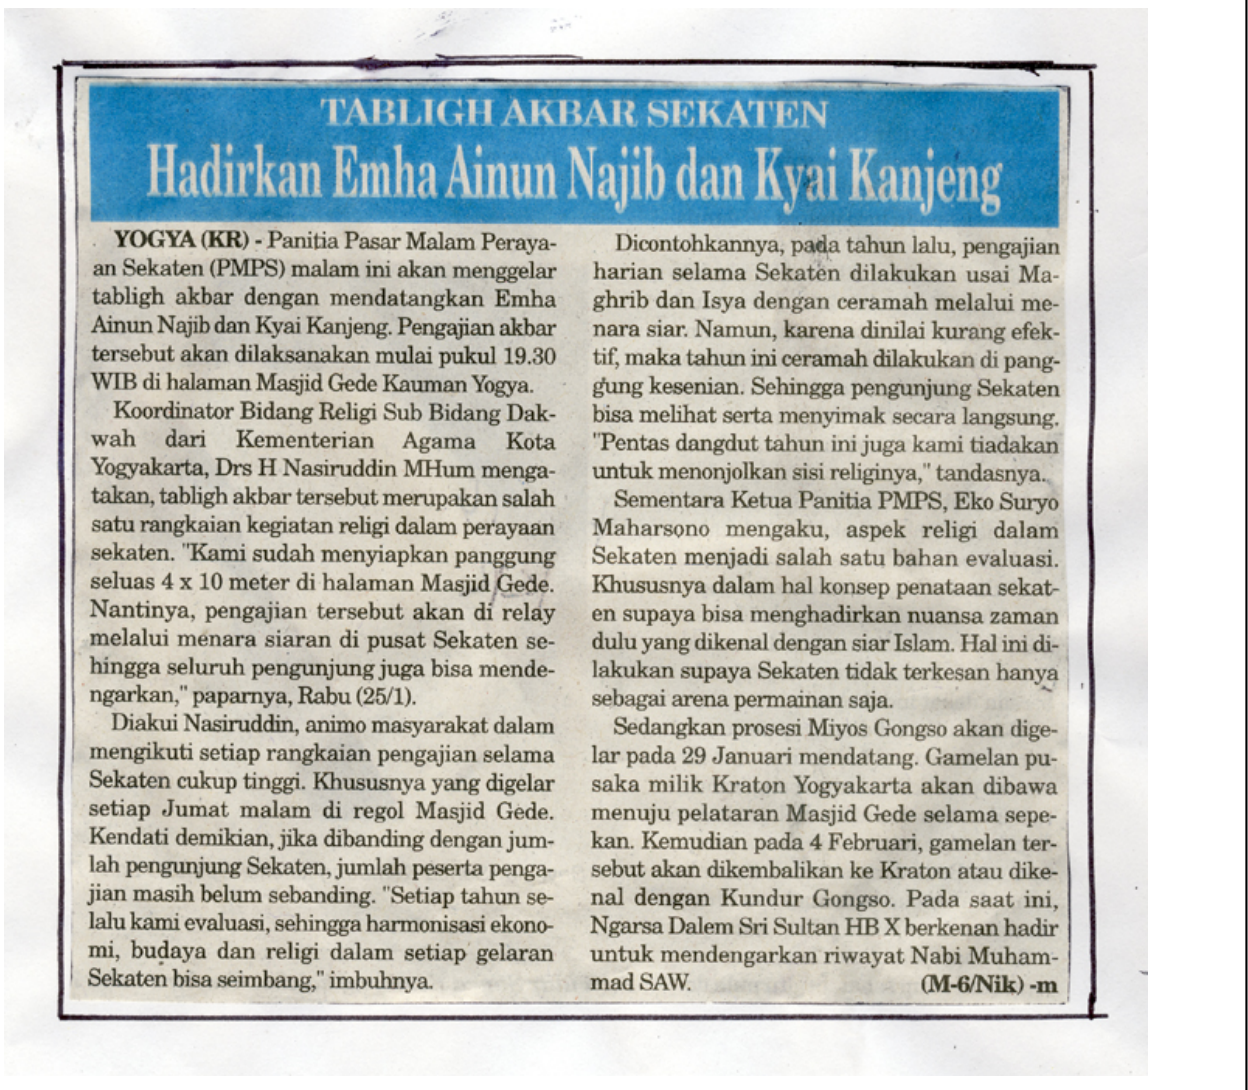 TABLIGH AKBAR SEKATEN
Hadirkan Emha Ainun Najib dan Kyai Kanjeng
YOGYA (KR) - Panitia Pasar Malam Peraya-
an Sekaten (PMPS) malam ini akan menggelar
tabligh akbar dengan mendatangkan Emha
Ainun Najib dan Kyai Kanjeng. Pengajian akbar
tersebut akan dilaksanakan mulai pukul 19.30
WIB di halaman Masjid Gede Kauman Yogya.
Koordinator Bidang Religi Sub Bidang Dak-
wah dari Kementerian Agama Kota
Yogyakarta, Drs H Nasiruddin MHum menga-
takan, tabligh akbar tersebut merupakan salah
satu rangkaian kegiatan religi dalam perayaan
sekaten. "Kami sudah menyiapkan panggung
seluas 4 x 10 meter di halaman Masjid Gede.
Nantinya, pengajian tersebut akan di relay
melalui menara siaran di pusat Sekaten se-
hingga seluruh pengunjung juga bisa mende-
ngarkan," paparnya, Rabu (25/1).
Diakui Nasiruddin, animo masyarakat dalam
mengikuti setiap rangkaian pengajian selama
Sekaten cukup tinggi. Khususnya yang digelar
setiap Jumat malam di regol Masjid Gede.
Kendati demikian, jika dibanding dengan jum-
lah pengunjung Sekaten, jumlah peserta penga-
jian masih belum sebanding. "Setiap tahun se-
lalu kami evaluasi, sehingga harmonisasi ekono-
mi, budaya dan religi dalam setiap gelaran
Sekaten bisa seimbang," imbuhnya.
Dicontohkannya, pada tahun lalu, pengajian
harian selama Sekaten dilakukan usai Ma-
ghrib dan Isya dengan ceramah melalui me-
nara siar. Namun, karena dinilai kurang efek-
tif, maka tahun ini ceramah dilakukan di pang-
gung kesenian. Sehingga pengunjung Sekaten
bisa melihat serta menyimak secara langsung.
"Pentas dangdut tahun ini juga kami tiadakan
untuk menonjolkan sisi religinya," tandasnya.
Sementara Ketua Panitia PMPS, Eko Suryo
Maharsono mengaku, aspek religi dalam
Sekaten menjadi salah satu bahan evaluasi.
Khususnya dalam hal konsep penataan sekat-
en supaya bisa menghadirkan nuansa zaman
dulu yang dikenal dengan siar Islam. Hal ini di-
lakukan supaya Sekaten tidak terkesan hanya
sebagai arena permainan saja.
Sedangkan prosesi Miyos Gongso akan dige-
lar pada 29 Januari mendatang. Gamelan pu-
saka milik Kraton Yogyakarta akan dibawa
menuju pelataran Masjid Gede selama sepe-
kan. Kemudian pada 4 Februari, gamelan ter-
sebut akan dikembalikan ke Kraton atau dike-
nal dengan Kundur Gongso. Pada saat ini,
Ngarsa Dalem Sri Sultan HB X berkenan hadir
untuk mendengarkan riwayat Nabi Muham-
mad SAW. (M-6/Nik) -m